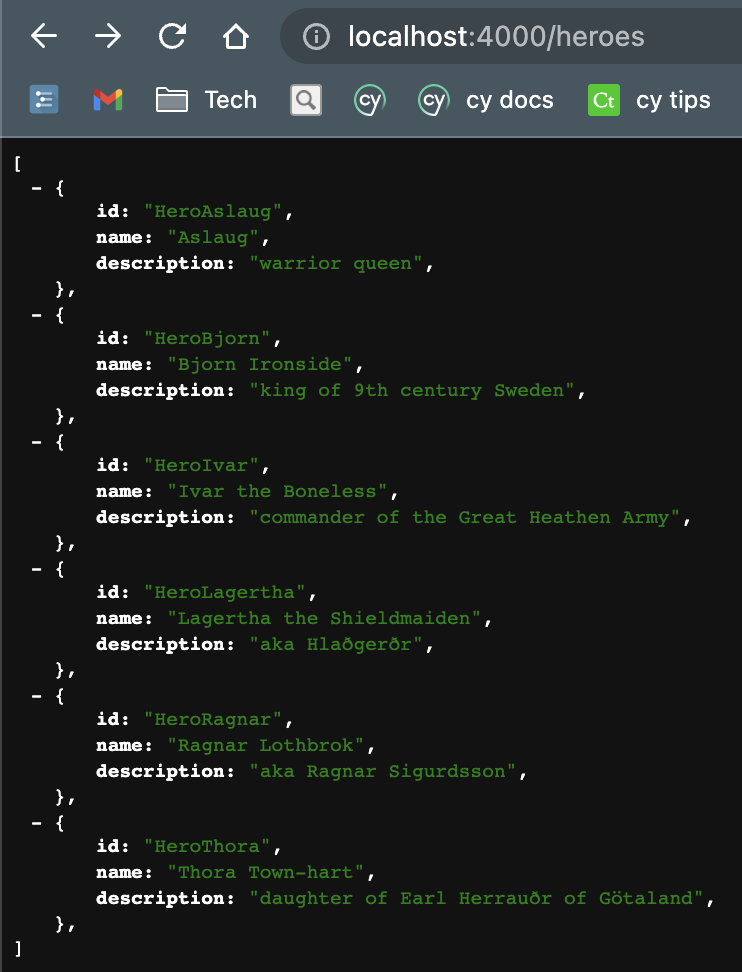 localhost:4000/heroes
Tech cy cy cy docs Ct cy tips
[
- {
id: "HeroAslaug",
name: "Aslaug",
description: "warrior queen",
},
- {
id: "HeroBjorn",
name: "Bjorn Ironside",
description: "king of 9th century Sweden",
},
- {
id: "HeroIvar",
name: "Ivar the Boneless",
description: "commander of the Great Heathen Army",
},
- {
id: "HeroLagertha",
name: "Lagertha the Shieldmaiden",
description: "aka Hlaðgerðr",
},
- {
id: "HeroRagnar",
name: "Ragnar Lothbrok",
description: "aka Ragnar Sigurdsson",
},
- {
id: "HeroThora",
name: "Thora Town-hart",
description: "daughter of Earl Herrauðr of Götaland",
},
]